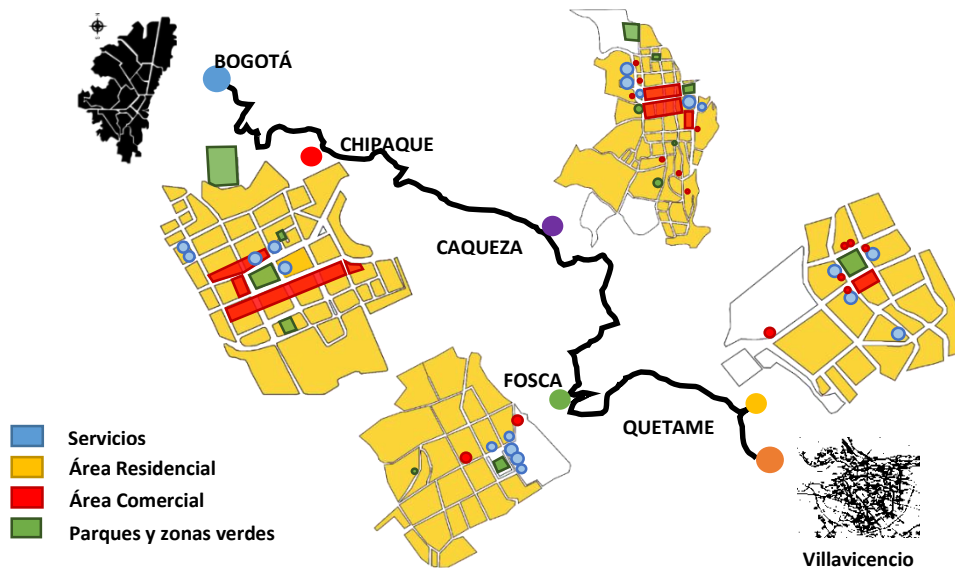 BOGOTÁ
CHIPAQUE
CAQUEZA
FOSCA
QUETAME
Servicios
Área Residencial
Área Comercial
Parques y zonas verdes
Villavicencio